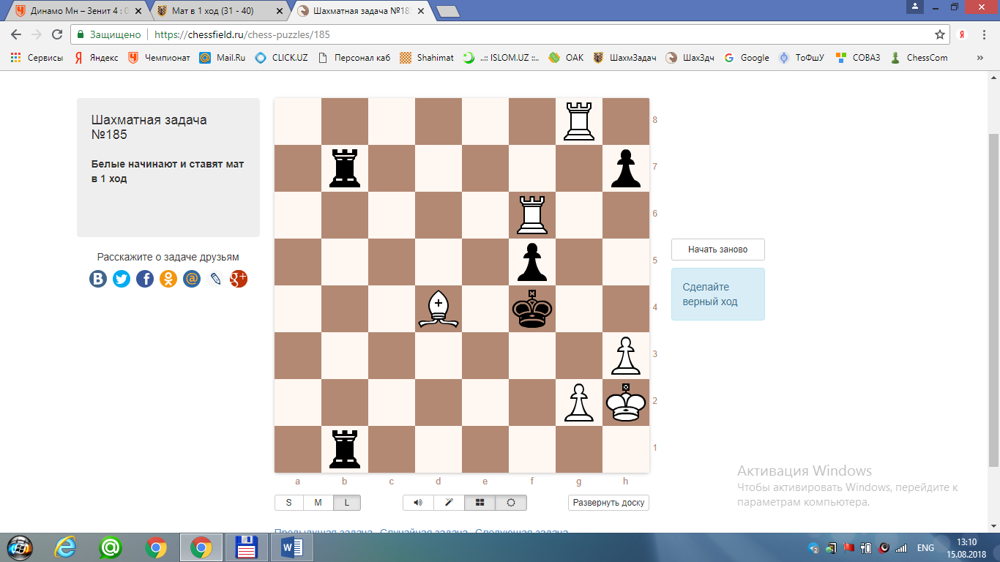 Динамо Мн – Зенит 4 : 0
Мат в 1 ход (31 - 40)
Шахматная задача №18
Защищено
https://chessfield.ru/chess-puzzles/185
Я
Сервисы Яндекс Чемпионат Mail.Ru CLICK.UZ Персонал каб Shahimat ..:: ISLOM.UZ ::.. ОАК ШахмЗадач ШахЗдч Google ТоФшУ СОВАЗ ChessCom »
Шахматная задача
№185
Белые начинают и ставят мат
в 1 ход
Расскажите о задаче друзьям
8
7
6
5
4
3
2
1
a b c d e f g h
Начать заново
Сделайте
верный ход
S M L
Развернуть доску
Предыдущая задача Случайная задача Следующая задача
Активация Windows
Чтобы активировать Windows, перейдите к
параметрам компьютера.
ENG
13:10
15.08.2018